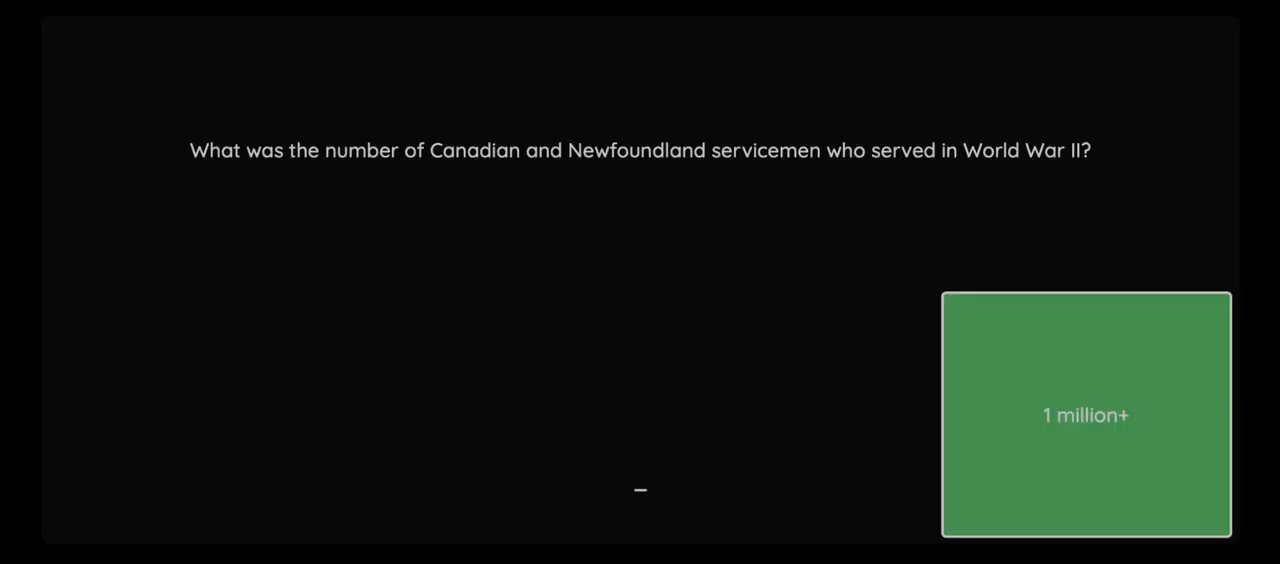 What was the number of Canadian and Newfoundland servicemen who served in World War II?
1 million+
–